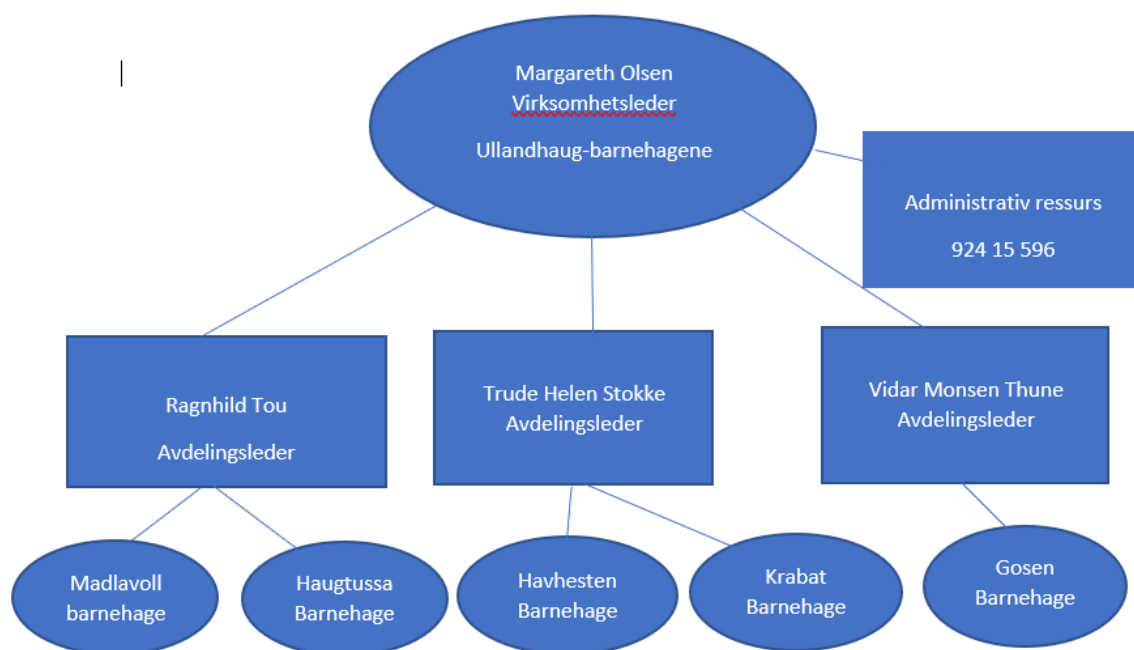 Margareth Olsen
Virksomhetsleder
Ullandhaug-barnehagene
Administrativ ressurs
924 15 596
Ragnhild Tou
Avdelingsleder
Trude Helen Stokke
Avdelingsleder
Vidar Monsen Thune
Avdelingsleder
Madlavoll
barnehage
Haugtussa
Barnehage
Havhesten
Barnehage
Krabat
Barnehage
Gosen
Barnehage